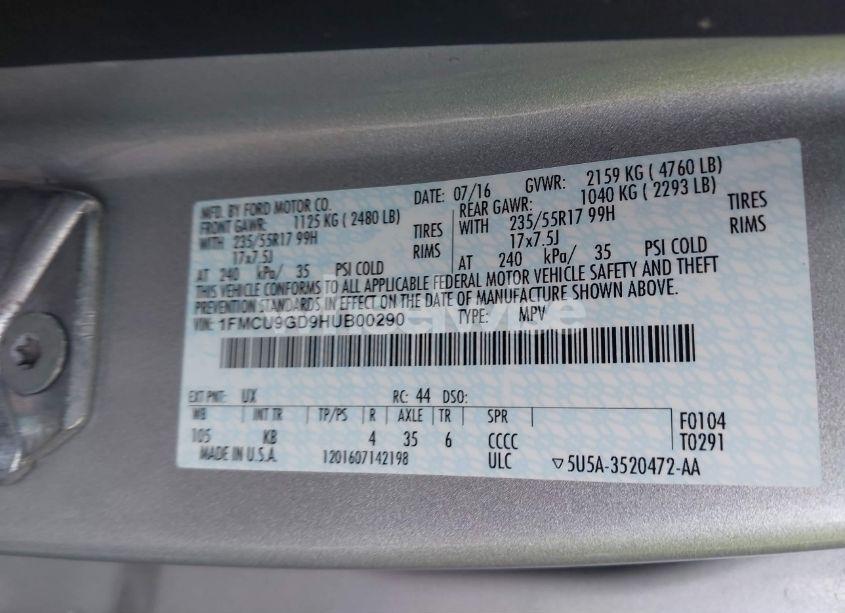 MFD. BY FORD MOTOR CO. DATE: 07/16 GVWR: 2159 KG ( 4760 LB)
FRONT GAWR: 1125 KG ( 2480 LB) REAR GAWR: 1040 KG ( 2293 LB)
WITH 235/55R17 99H TIRES WITH 235/55R17 99H TIRES
17x7.5J RIMS 17x7.5J RIMS
AT 240 kPa/ 35 PSI COLD AT 240 kPa/ 35 PSI COLD
THIS VEHICLE CONFORMS TO ALL APPLICABLE FEDERAL MOTOR VEHICLE SAFETY AND THEFT
PREVENTION STANDARDS IN EFFECT ON THE DATE OF MANUFACTURE SHOWN ABOVE.
VIN: 1FMCU9GD9HUB00290 TYPE: MPV
EXT PNT: UX RC: 44 DSO:
WB INT TR TP/PS R AXLE TR SPR F0104
105 KB 4 35 6 CCCC T0291
MADE IN U.S.A. 1201607142198 ULC ▽5U5A-3520472-AA